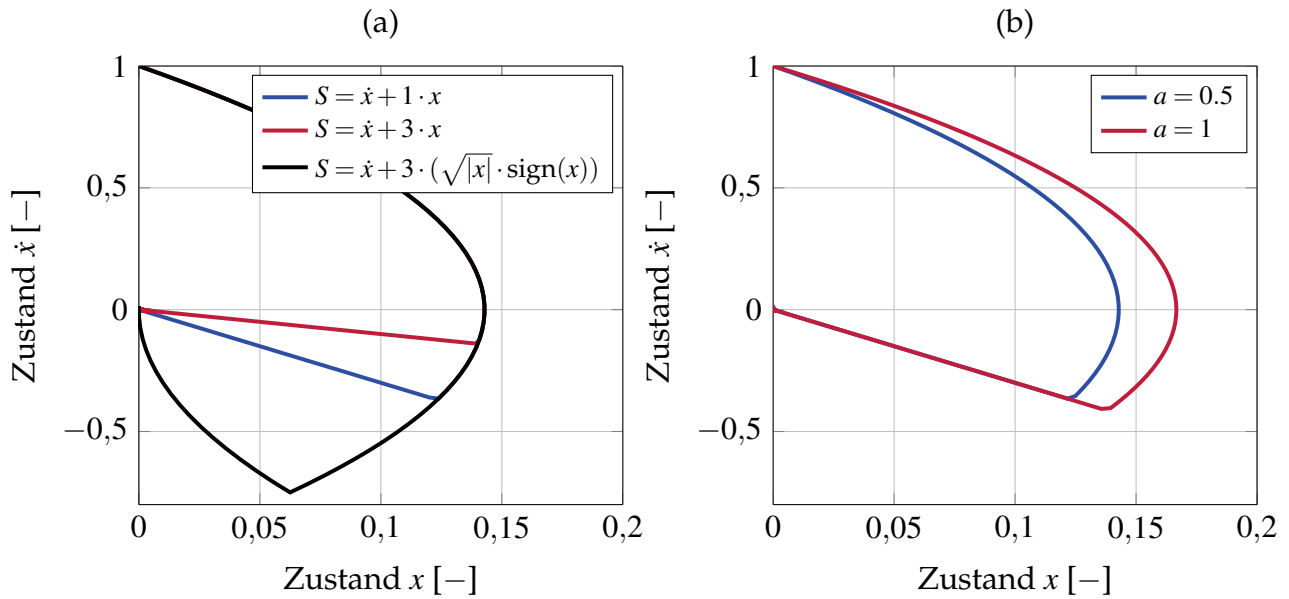 (a)
1
0,5
0
−0,5
0
0,05
0,1
0,15
0,2
Zustand x [−]
Zustand ẋ [−]
S = ẋ + 1 · x
S = ẋ + 3 · x
S = ẋ + 3 · (√|x| · sign(x))
(b)
1
0,5
0
−0,5
0
0,05
0,1
0,15
0,2
Zustand x [−]
Zustand ẋ [−]
a = 0.5
a = 1